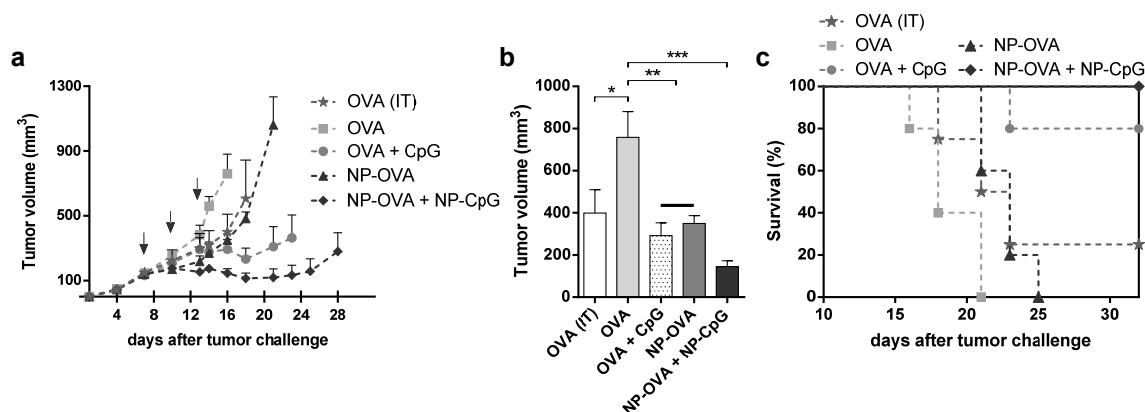 a
Tumor volume (mm³)
1300
900
500
100
4 8 12 16 20 24 28
days after tumor challenge
OVA (IT)
OVA
OVA + CpG
NP-OVA
NP-OVA + NP-CpG
b
Tumor volume (mm³)
1000
800
600
400
200
0
*
**
***
OVA (IT)
OVA
OVA + CpG
NP-OVA
NP-OVA + NP-CpG
c
OVA (IT)
OVA
NP-OVA
OVA + CpG
NP-OVA + NP-CpG
Survival (%)
100
80
60
40
20
0
10 15 20 25 30
days after tumor challenge